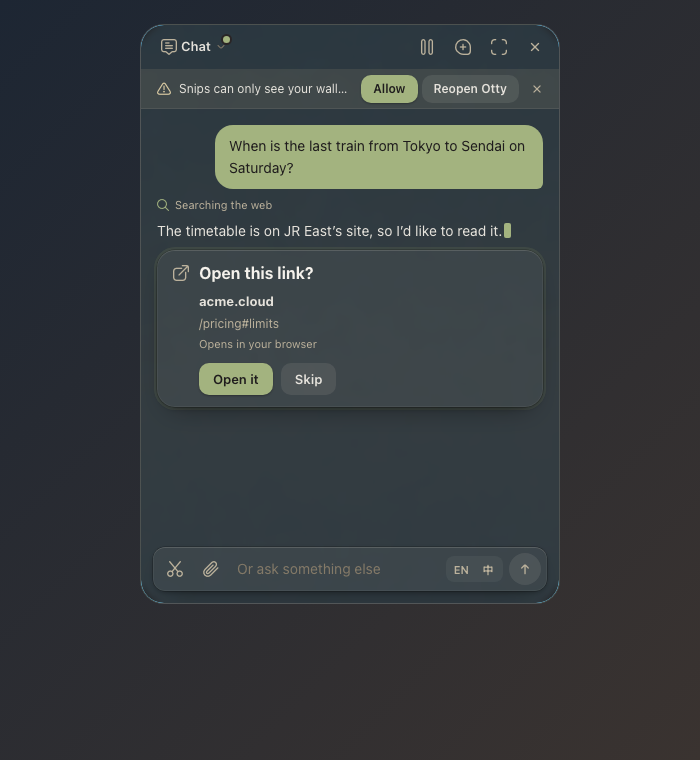 Chat
Snips can only see your wall...
Allow
Reopen Otty
When is the last train from Tokyo to Sendai on
Saturday?
Searching the web
The timetable is on JR East’s site, so I’d like to read it.
Open this link?
acme.cloud
/pricing#limits
Opens in your browser
Open it
Skip
Or ask something else
EN 中